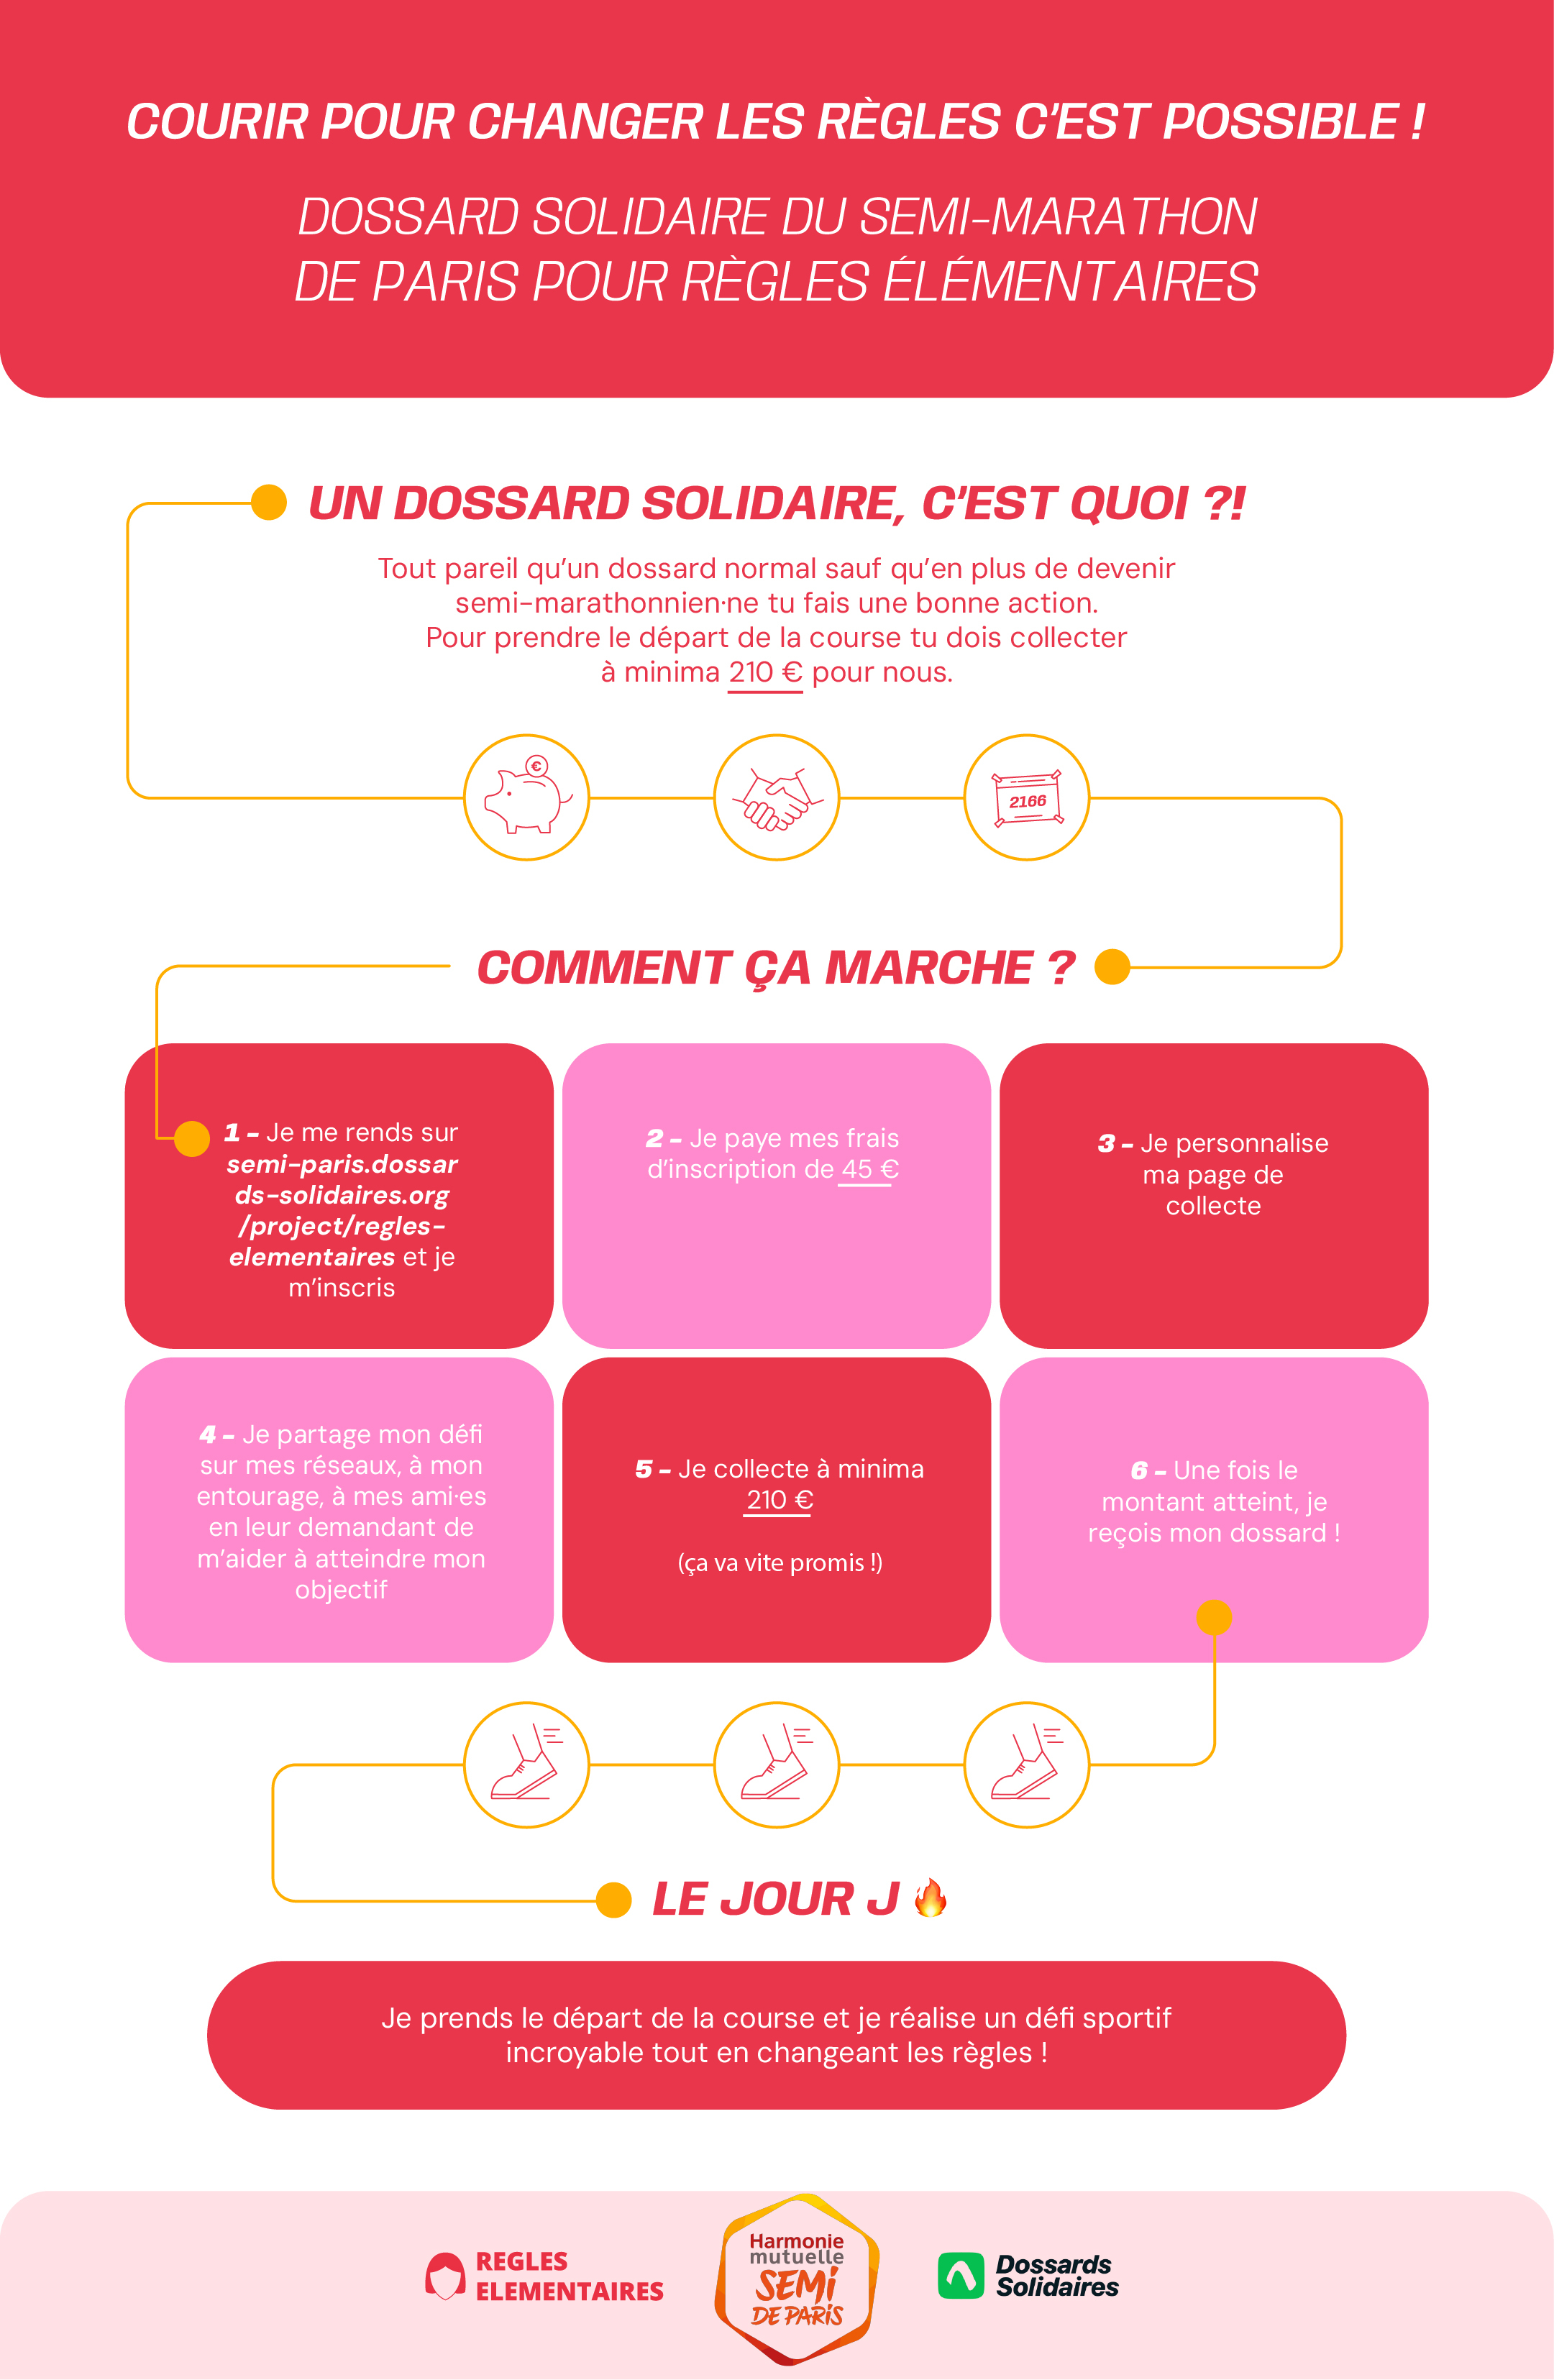 COURIR POUR CHANGER LES RÈGLES C'EST POSSIBLE !
DOSSARD SOLIDAIRE DU SEMI-MARATHON
DE PARIS POUR RÈGLES ÉLÉMENTAIRES
UN DOSSARD SOLIDAIRE, C'EST QUOI ?!
Tout pareil qu'un dossard normal sauf qu'en plus de devenir
semi-marathonnien·ne tu fais une bonne action.
Pour prendre le départ de la course tu dois collecter
à minima 210 € pour nous.
€
2166
COMMENT ÇA MARCHE ?
1 - Je me rends sur
semi-paris.dossar
ds-solidaires.org
/project/regles-
elementaires et je
m'inscris
2 - Je paye mes frais
d'inscription de 45 €
3 - Je personnalise
ma page de
collecte
4 - Je partage mon défi
sur mes réseaux, à mon
entourage, à mes ami·es
en leur demandant de
m'aider à atteindre mon
objectif
5 - Je collecte à minima
210 €
(ça va vite promis !)
6 - Une fois le
montant atteint, je
reçois mon dossard !
LE JOUR J 🔥
Je prends le départ de la course et je réalise un défi sportif
incroyable tout en changeant les règles !
REGLES
ELEMENTAIRES
Harmonie
mutuelle
SEMi
DE PARiS
Dossards
Solidaires